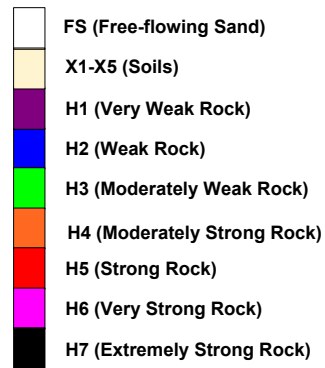 FS (Free-flowing Sand)
X1-X5 (Soils)
H1 (Very Weak Rock)
H2 (Weak Rock)
H3 (Moderately Weak Rock)
H4 (Moderately Strong Rock)
H5 (Strong Rock)
H6 (Very Strong Rock)
H7 (Extremely Strong Rock)